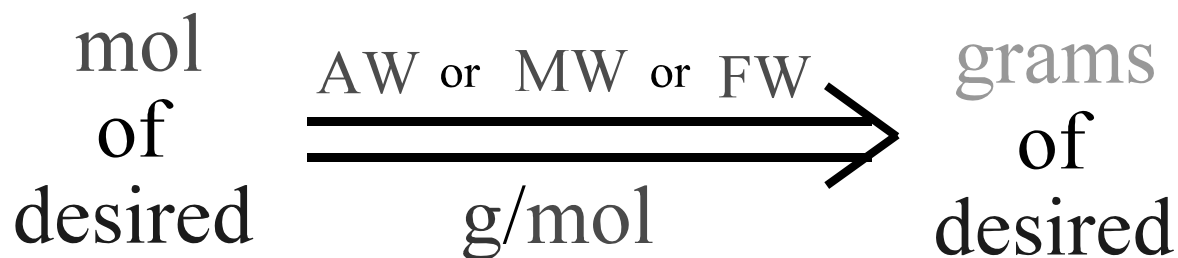 mol
of
desired
AW or MW or FW
g/mol
grams
of
desired